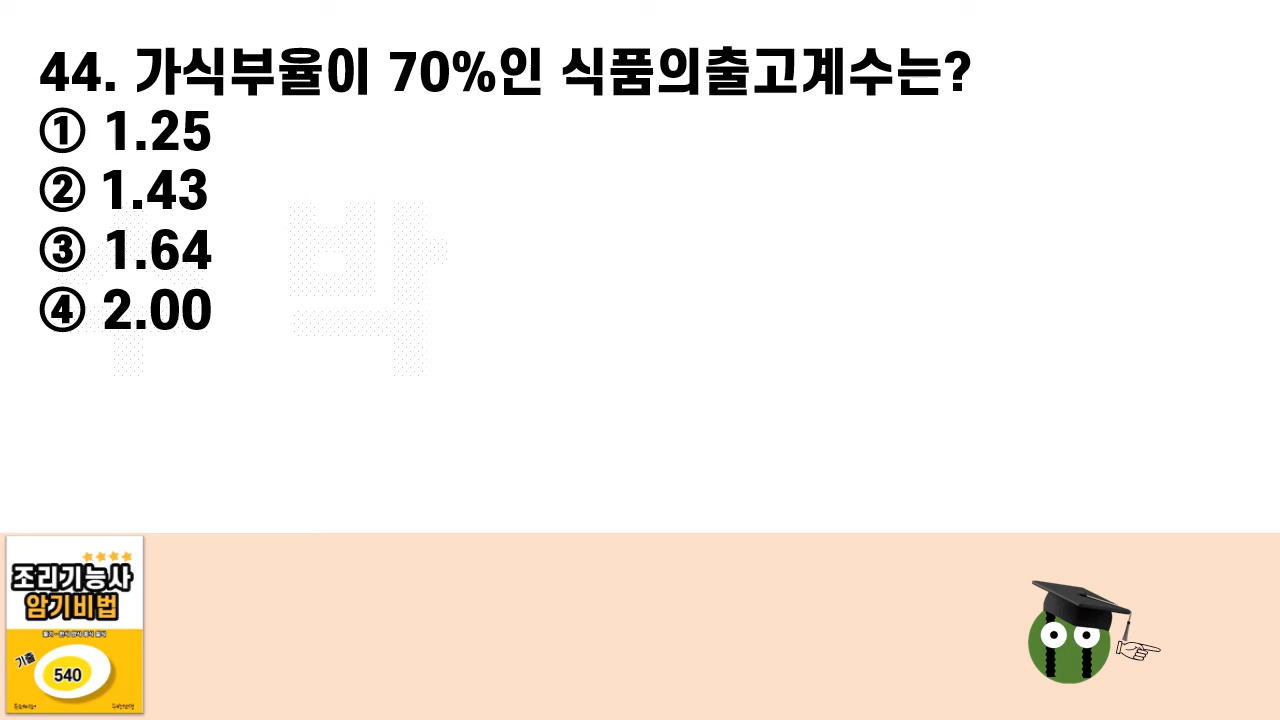 44. 가식부율이 70%인 식품의출고계수는?
① 1.25
② 1.43
③ 1.64
④ 2.00
조리기능사
암기비법
기출
540